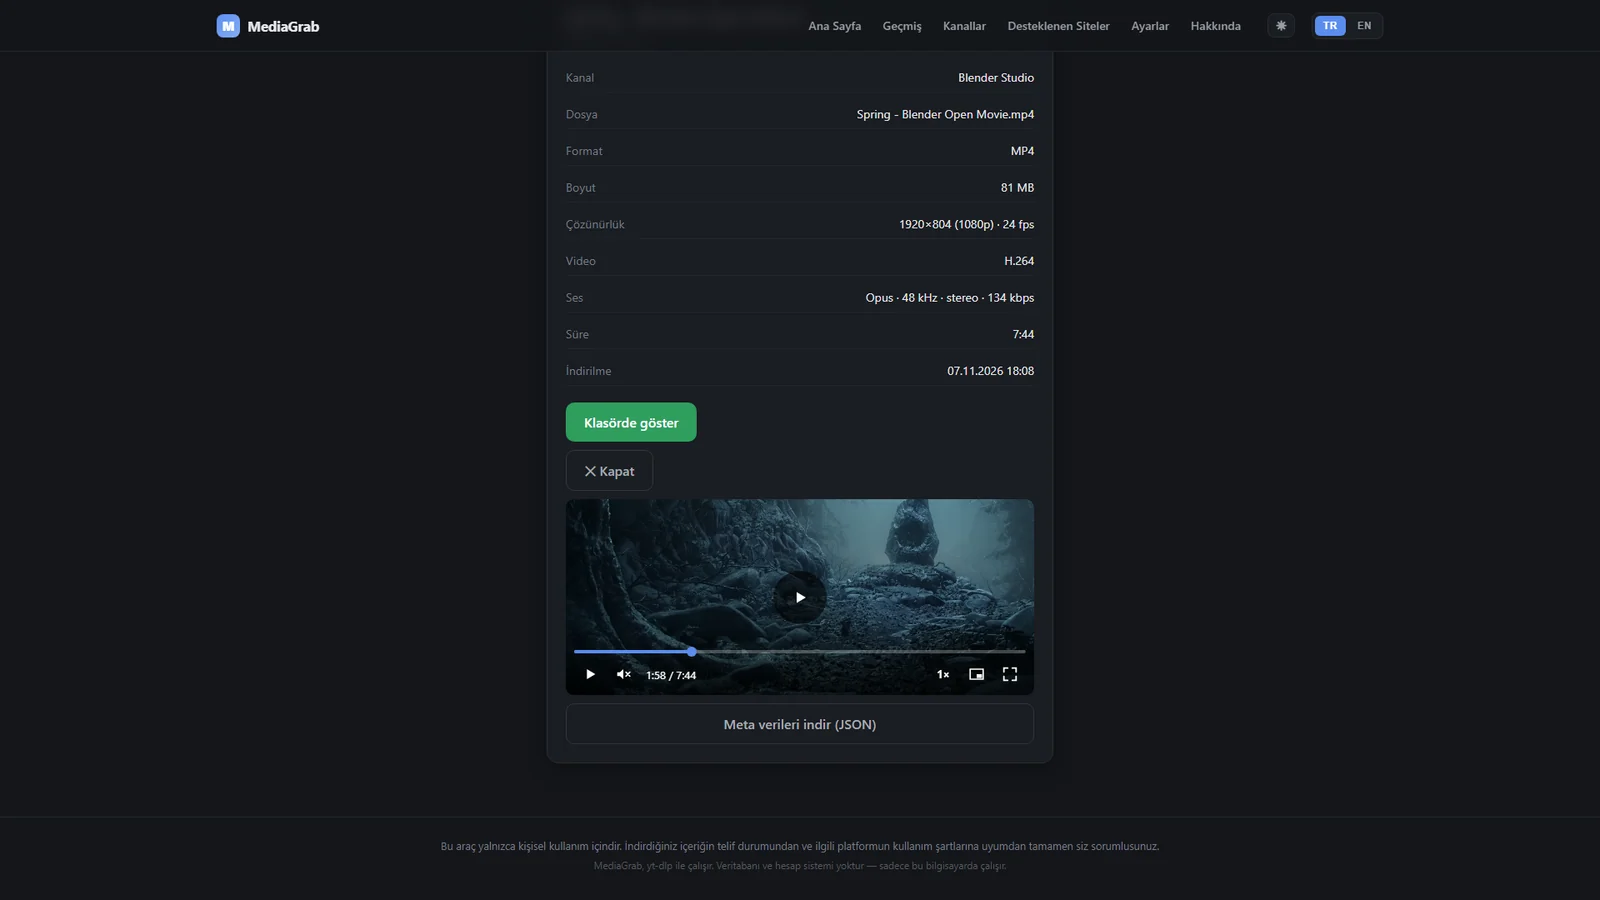 M MediaGrab Ana Sayfa Geçmiş Kanallar Desteklenen Siteler Ayarlar Hakkında TR EN
Kanal Blender Studio
Dosya Spring - Blender Open Movie.mp4
Format MP4
Boyut 81 MB
Çözünürlük 1920×804 (1080p) · 24 fps
Video H.264
Ses Opus · 48 kHz · stereo · 134 kbps
Süre 7:44
İndirilme 07.11.2026 18:08
Klasörde göster
Kapat
1:58 / 7:44 1×
Meta verileri indir (JSON)
Bu araç yalnızca kişisel kullanım içindir. İndirdiğiniz içeriğin telif durumundan ve ilgili platformun kullanım şartlarına uyumdan tamamen siz sorumlusunuz.
MediaGrab, yt-dlp ile çalışır. Veritabanı ve hesap sistemi yoktur — sadece bu bilgisayarda çalışır.